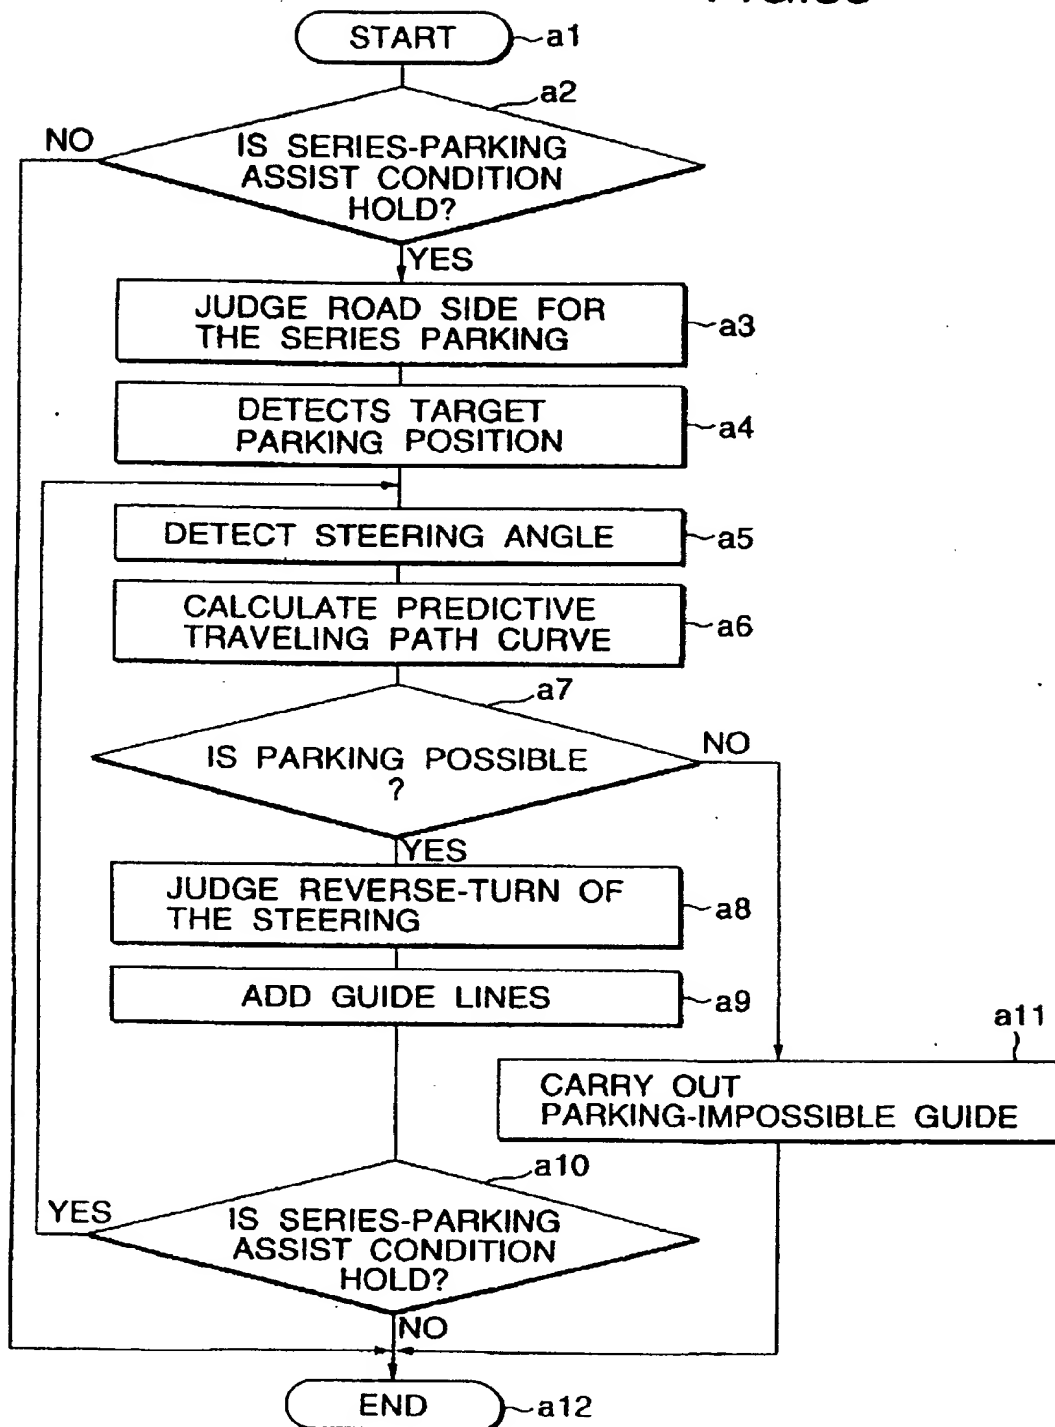 START
a1
a2
NO
IS SERIES-PARKING
ASSIST CONDITION
HOLD?
YES
JUDGE ROAD SIDE FOR
THE SERIES PARKING
a3
DETECTS TARGET
PARKING POSITION
a4
DETECT STEERING ANGLE
a5
CALCULATE PREDICTIVE
TRAVELING PATH CURVE
a6
a7
IS PARKING POSSIBLE
?
NO
YES
JUDGE REVERSE-TURN OF
THE STEERING
a8
ADD GUIDE LINES
a9
a11
CARRY OUT
PARKING-IMPOSSIBLE GUIDE
a10
YES
IS SERIES-PARKING
ASSIST CONDITION
HOLD?
NO
END
a12